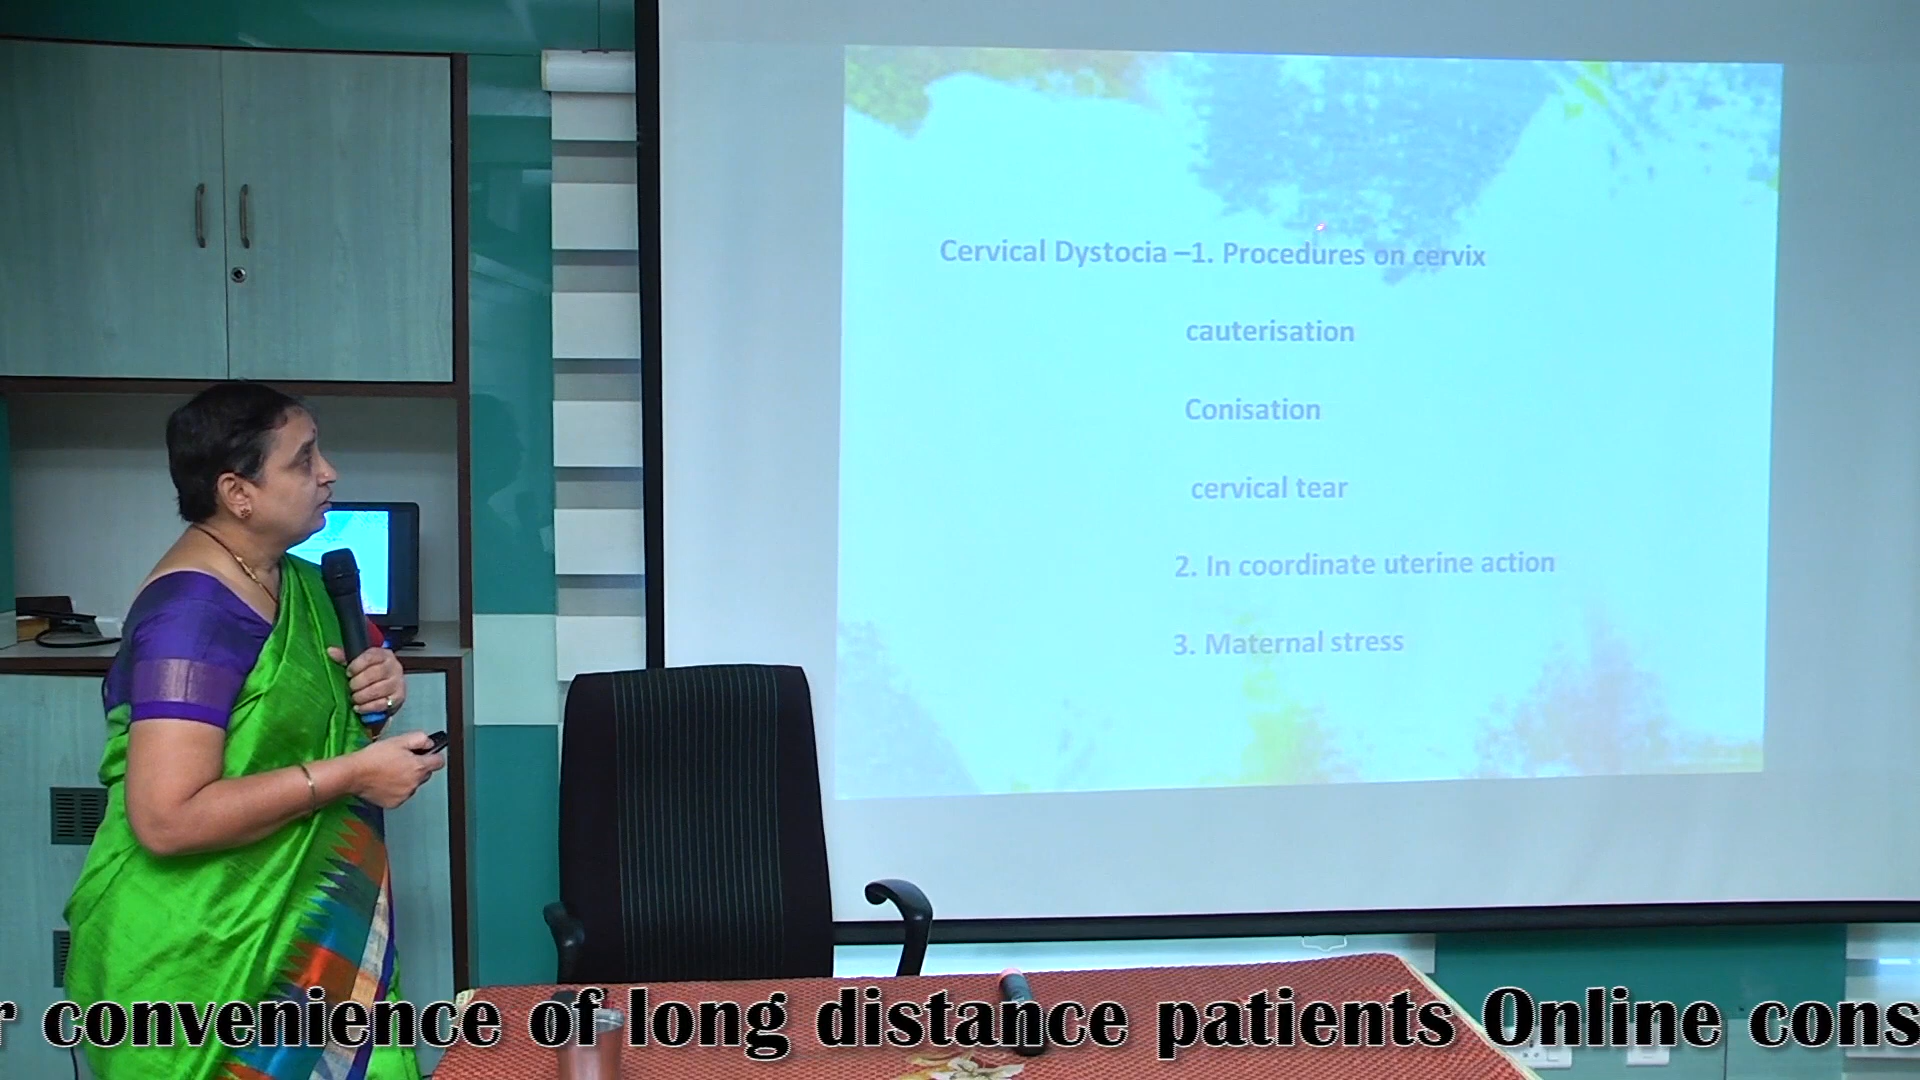 Cervical Dystocia –1. Procedures on cervix
cauterisation
Conisation
cervical tear
2. In coordinate uterine action
3. Maternal stress
convenience of long distance patients Online